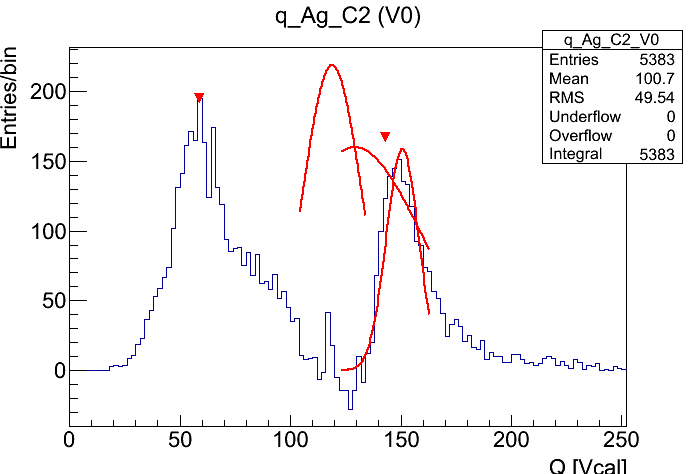 q_Ag_C2 (V0)
q_Ag_C2_V0
Entries 5383
Mean 100.7
RMS 49.54
Underflow 0
Overflow 0
Integral 5383
Entries/bin
200
150
100
50
0
0 50 100 150 200 250
Q [Vcal]